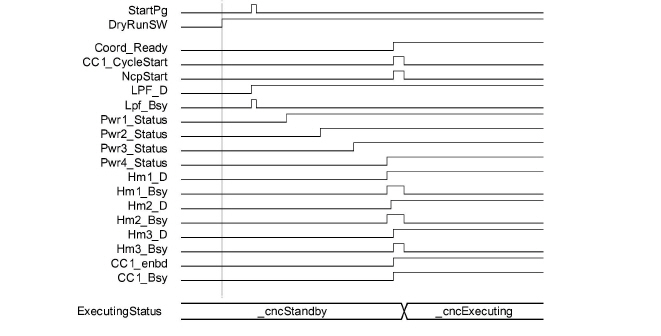 StartPg
DryRunSW
Coord_Ready
CC1_CycleStart
NcpStart
LPF_D
Lpf_Bsy
Pwr1_Status
Pwr2_Status
Pwr3_Status
Pwr4_Status
Hm1_D
Hm1_Bsy
Hm2_D
Hm2_Bsy
Hm3_D
Hm3_Bsy
CC1_enbd
CC1_Bsy
ExecutingStatus _cncStandby _cncExecuting